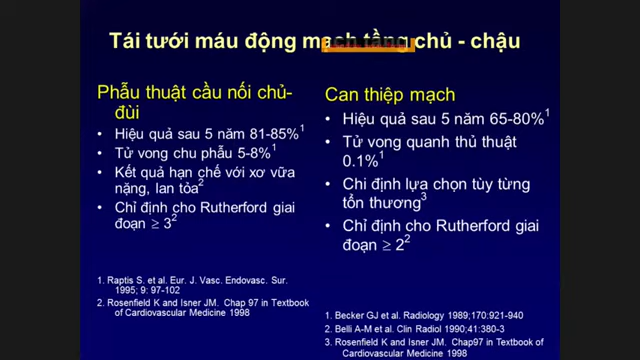 Tái tưới máu động mạch tầng chủ - chậu
Phẫu thuật cầu nối chủ-
đùi
• Hiệu quả sau 5 năm 81-85%1
• Tử vong chu phẫu 5-8%1
• Kết quả hạn chế với xơ vữa
nặng, lan tỏa2
• Chỉ định cho Rutherford giai
đoạn ≥ 32
1. Raptis S. et al. Eur. J. Vasc. Endovasc. Sur.
1995; 9: 97-102
2. Rosenfield K and Isner JM. Chap 97 in Textbook
of Cardiovascular Medicine 1998
Can thiệp mạch
• Hiệu quả sau 5 năm 65-80%1
• Tử vong quanh thủ thuật
0.1%1
• Chỉ định lựa chọn tùy từng
tổn thương3
• Chỉ định cho Rutherford giai
đoạn ≥ 22
1. Becker GJ et al. Radiology 1989;170:921-940
2. Belli A-M et al. Clin Radiol 1990;41:380-3
3. Rosenfield K and Isner JM. Chap97 in Textbook of
Cardiovascular Medicine 1998